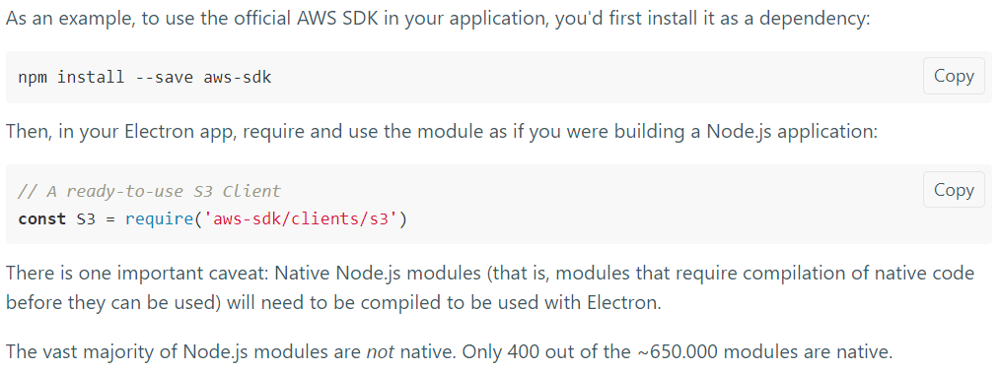 As an example, to use the official AWS SDK in your application, you'd first install it as a dependency:
npm install --save aws-sdk
Copy
Then, in your Electron app, require and use the module as if you were building a Node.js application:
// A ready-to-use S3 Client
Copy
const S3 = require('aws-sdk/clients/s3')
There is one important caveat: Native Node.js modules (that is, modules that require compilation of native code
before they can be used) will need to be compiled to be used with Electron.
The vast majority of Node.js modules are not native. Only 400 out of the ~650.000 modules are native.